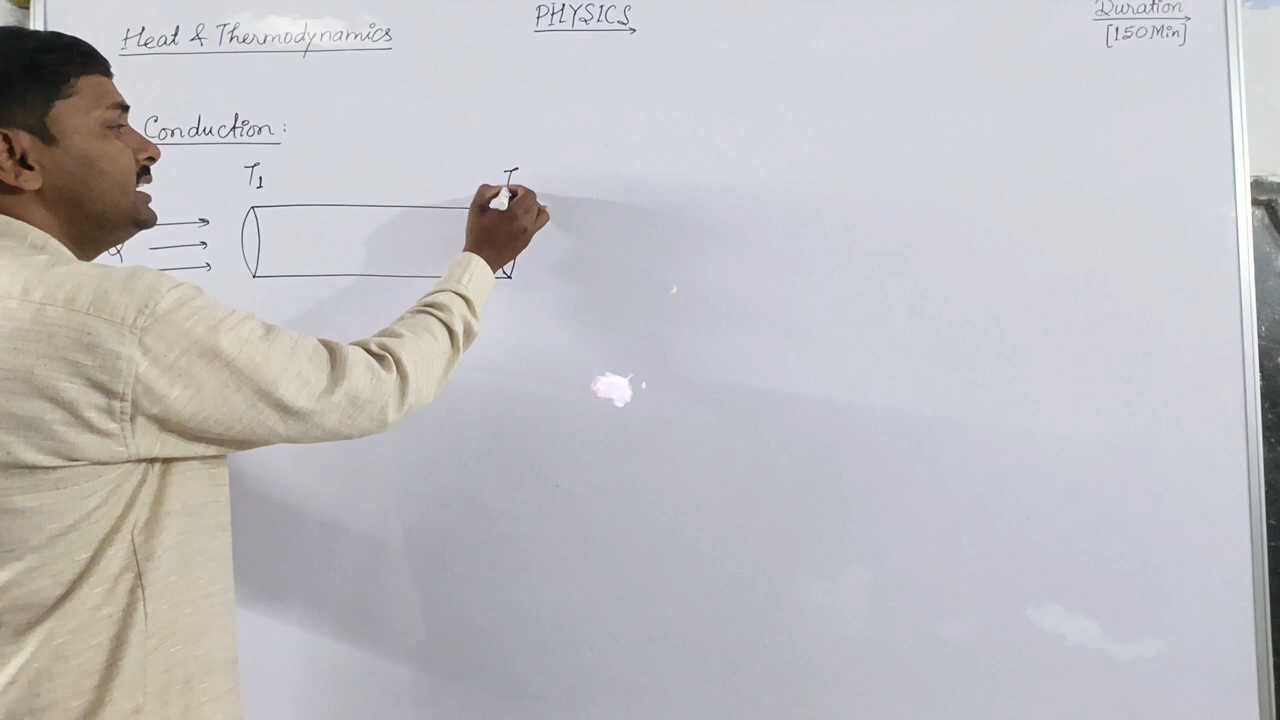 PHYSICS
Duration
[150 Min]
Heat & Thermodynamics
Conduction:
T1
T
Q